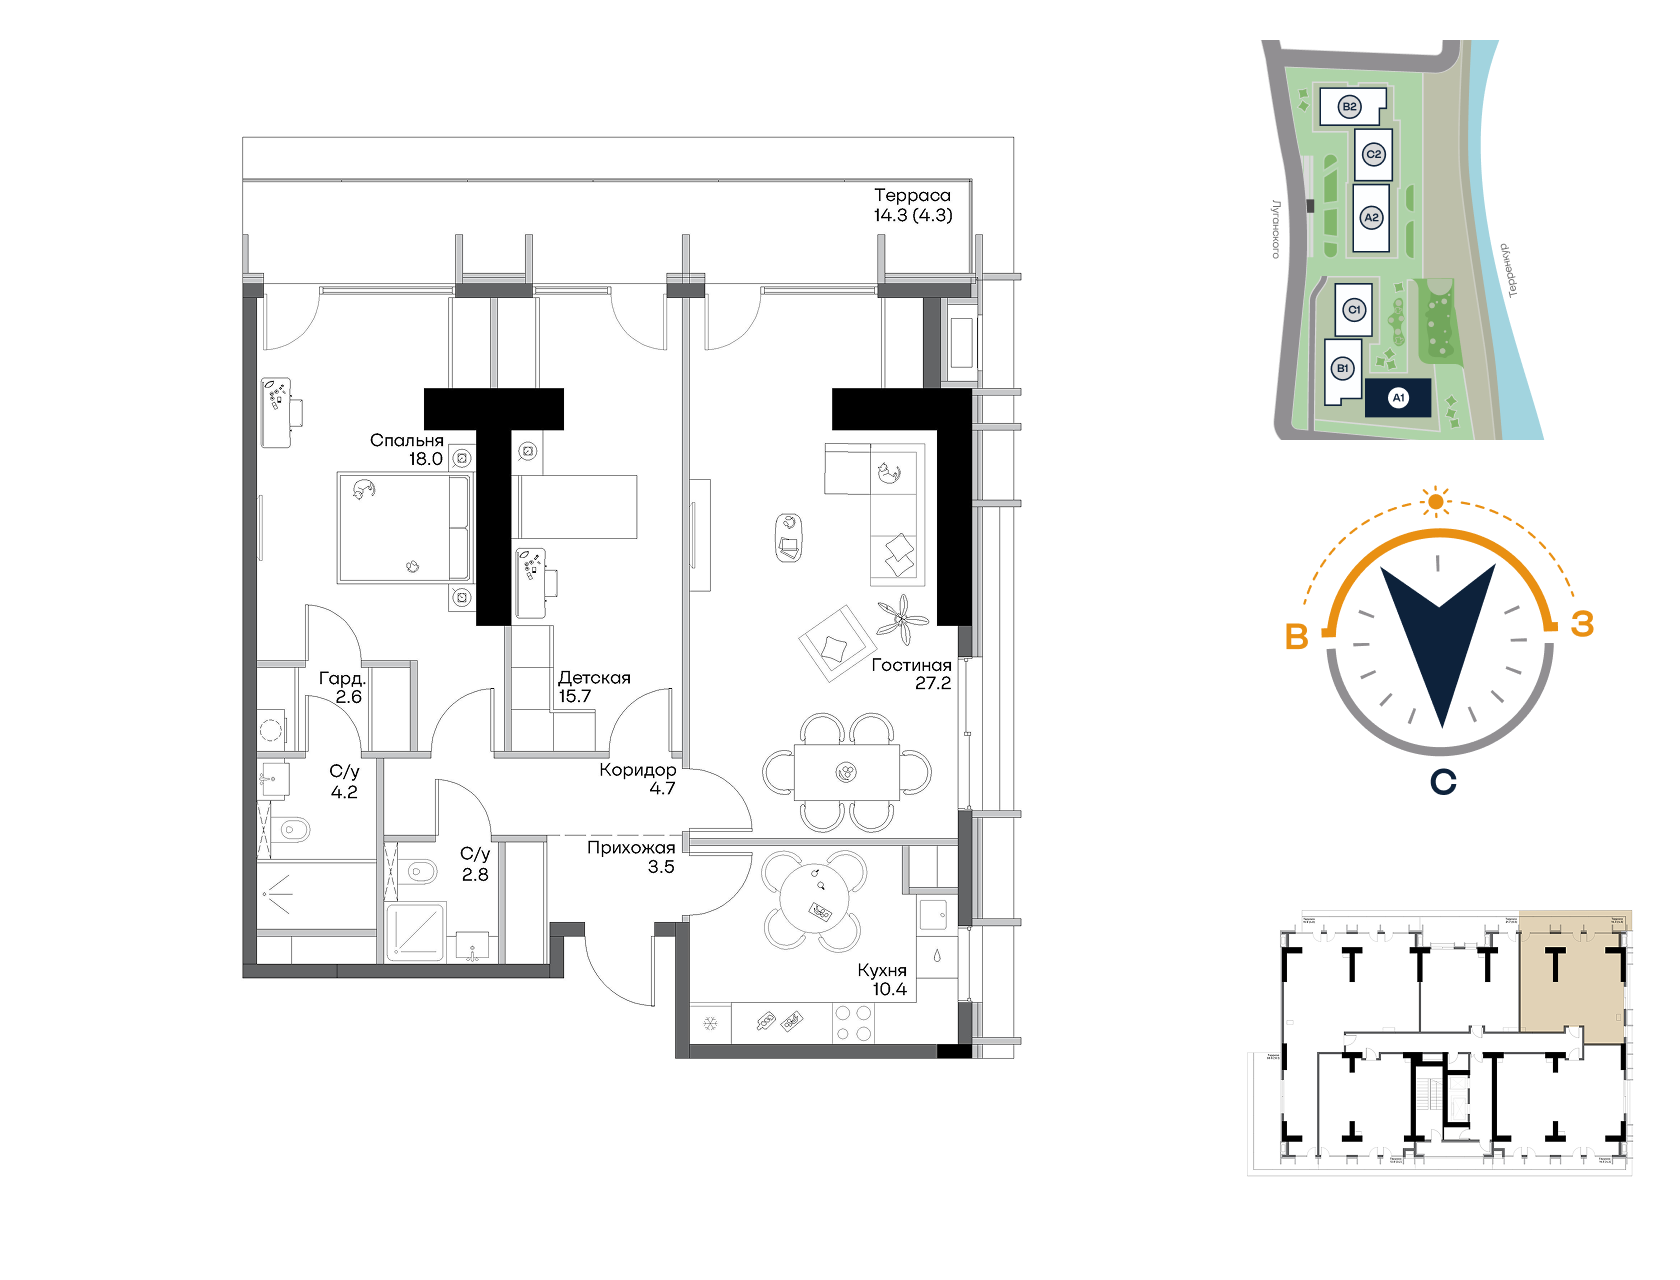 Терраса
14.3 (4.3)
Спальня
18.0
Гард.
2.6
Детская
15.7
Гостиная
27.2
С/у
4.2
Коридор
4.7
Прихожая
3.5
С/у
2.8
Кухня
10.4
B2
C2
A2
C1
B1
A1
Луганского
Терренкур
В
З
С